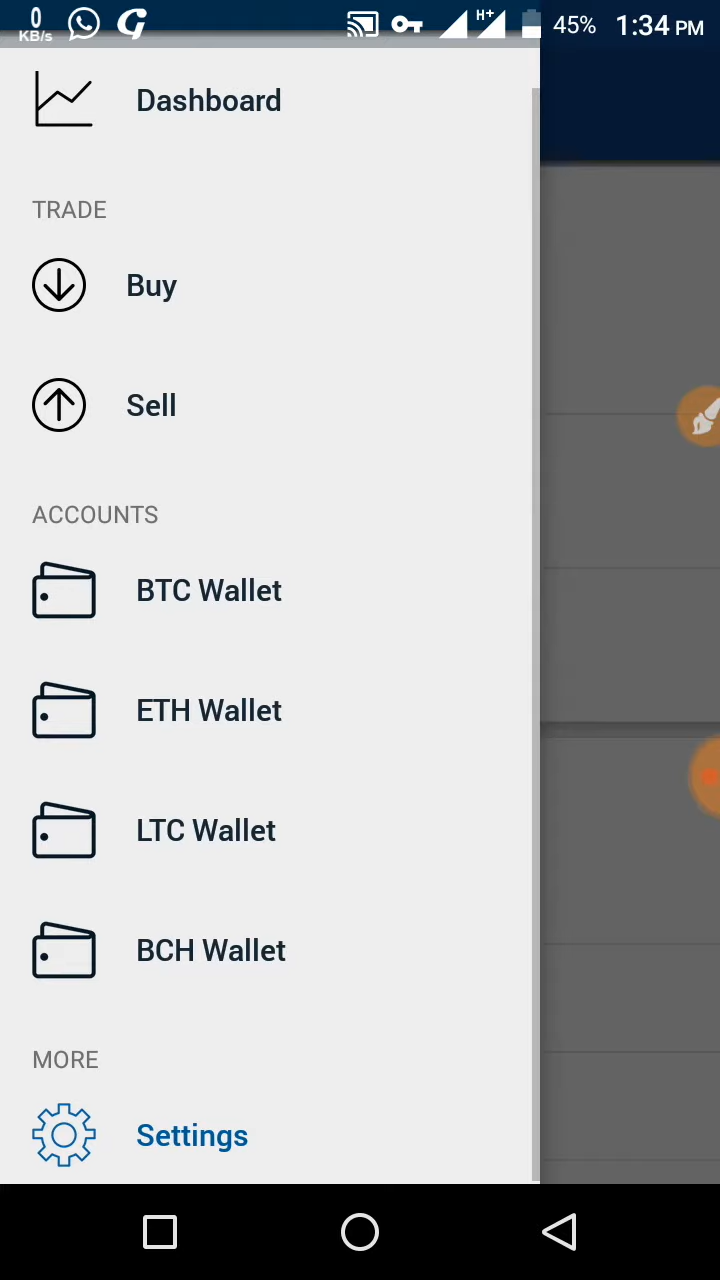 0
KB/s
H+
45%
1:34 PM
Dashboard
TRADE
Buy
Sell
ACCOUNTS
BTC Wallet
ETH Wallet
LTC Wallet
BCH Wallet
MORE
Settings